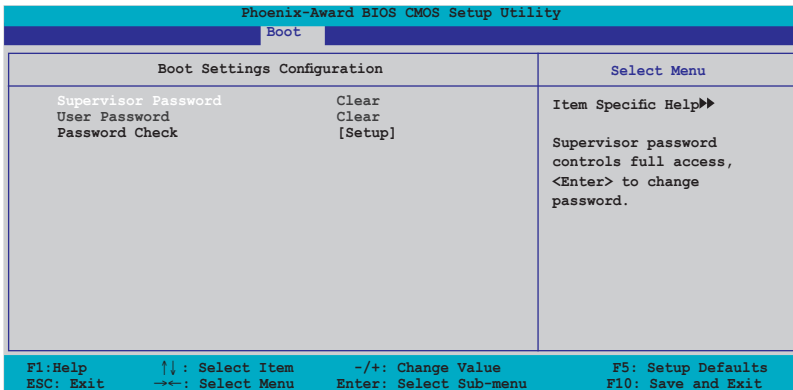 Phoenix-Award BIOS CMOS Setup Utility
Boot
Boot Settings Configuration
Select Menu
Supervisor Password Clear
User Password Clear
Password Check [Setup]
Item Specific Help▶▶
Supervisor password
controls full access,
<Enter> to change
password.
F1:Help ↑↓ : Select Item -/+: Change Value F5: Setup Defaults
ESC: Exit →←: Select Menu Enter: Select Sub-menu F10: Save and Exit